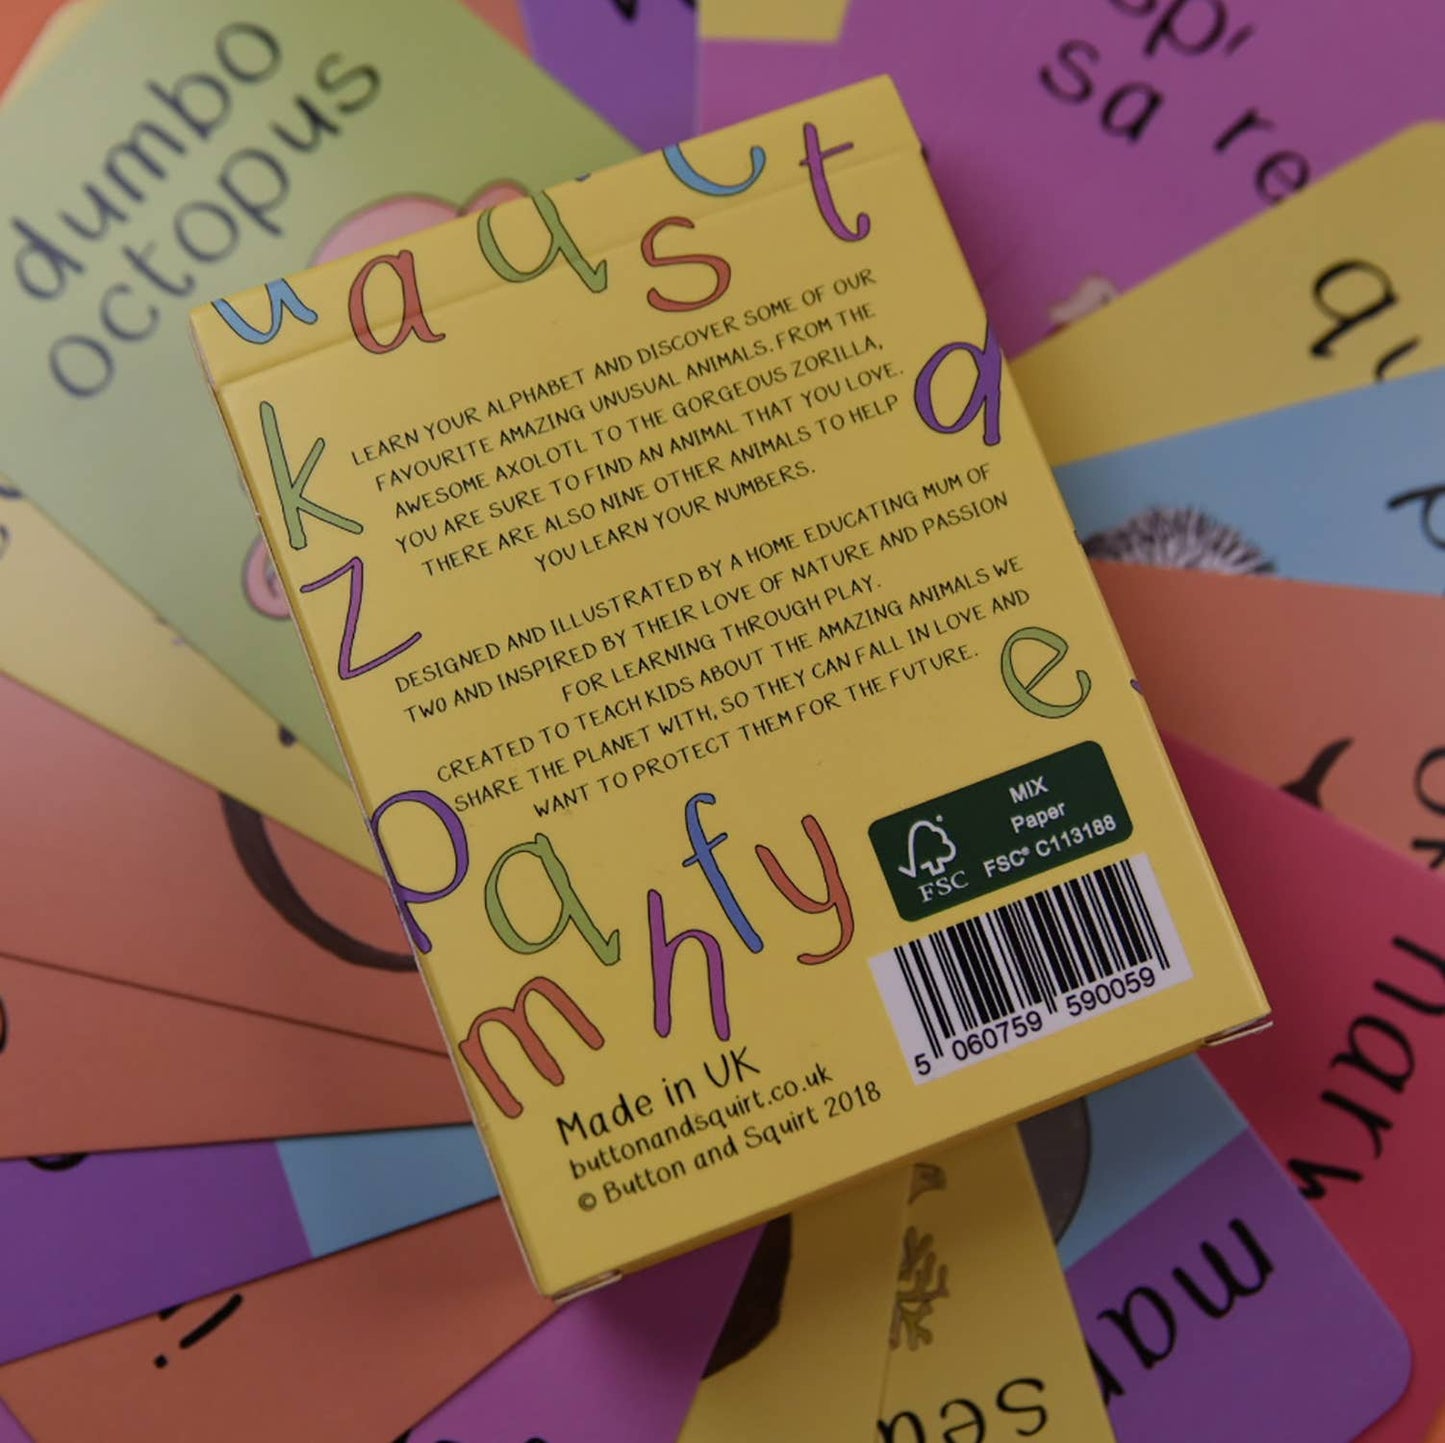 dumbo
octopus
sa re
u a q c t
s
LEARN YOUR ALPHABET AND DISCOVER SOME OF OUR
FAVOURITE AMAZING UNUSUAL ANIMALS. FROM THE
AWESOME AXOLOTL TO THE GORGEOUS ZORILLA,
YOU ARE SURE TO FIND AN ANIMAL THAT YOU LOVE.
THERE ARE ALSO NINE OTHER ANIMALS TO HELP
YOU LEARN YOUR NUMBERS.
k
q
z
DESIGNED AND ILLUSTRATED BY A HOME EDUCATING MUM OF
TWO AND INSPIRED BY THEIR LOVE OF NATURE AND PASSION
FOR LEARNING THROUGH PLAY.
CREATED TO TEACH KIDS ABOUT THE AMAZING ANIMALS WE
SHARE THE PLANET WITH, SO THEY CAN FALL IN LOVE AND
WANT TO PROTECT THEM FOR THE FUTURE.
e
p q f y
m h
FSC
MIX
Paper
FSC® C113188
5 060759 590059
Made in UK
buttonandsquirt.co.uk
© Button and Squirt 2018
narw
mar
sea